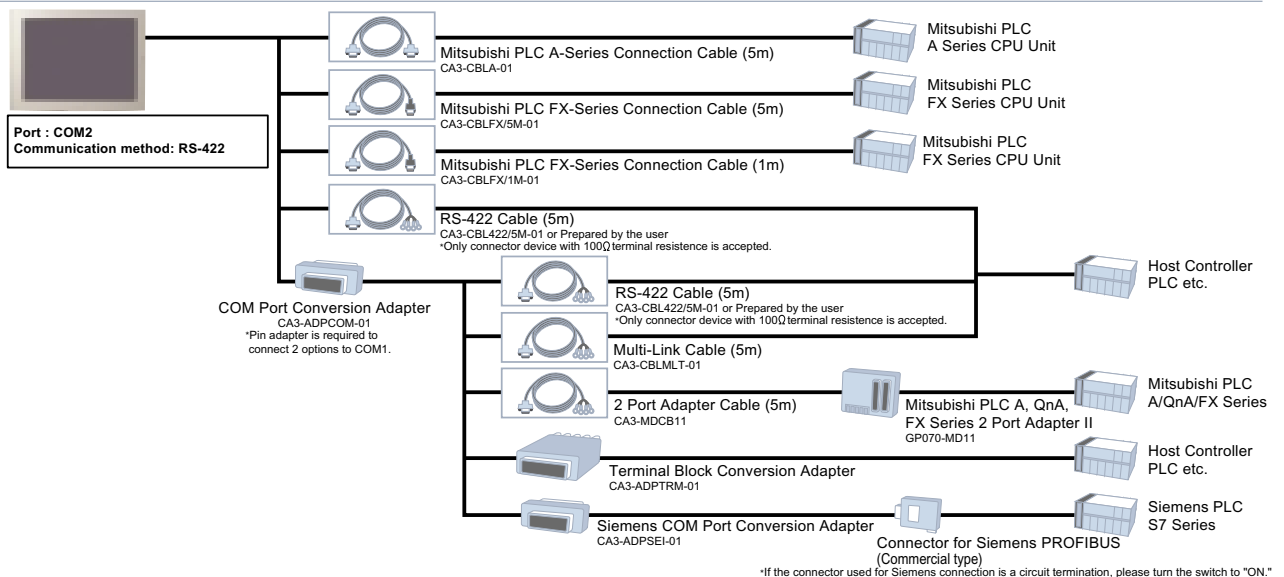 Port : COM2
Communication method: RS-422
Mitsubishi PLC A-Series Connection Cable (5m)
CA3-CBLA-01
Mitsubishi PLC
A Series CPU Unit
Mitsubishi PLC FX-Series Connection Cable (5m)
CA3-CBLFX/5M-01
Mitsubishi PLC
FX Series CPU Unit
Mitsubishi PLC FX-Series Connection Cable (1m)
CA3-CBLFX/1M-01
Mitsubishi PLC
FX Series CPU Unit
RS-422 Cable (5m)
CA3-CBL422/5M-01 or Prepared by the user
*Only connector device with 100Ω terminal resistence is accepted.
COM Port Conversion Adapter
CA3-ADPCOM-01
*Pin adapter is required to
connect 2 options to COM1.
RS-422 Cable (5m)
CA3-CBL422/5M-01 or Prepared by the user
*Only connector device with 100Ω terminal resistence is accepted.
Host Controller
PLC etc.
Multi-Link Cable (5m)
CA3-CBLMLT-01
2 Port Adapter Cable (5m)
CA3-MDCB11
Mitsubishi PLC A, QnA,
FX Series 2 Port Adapter II
GP070-MD11
Mitsubishi PLC
A/QnA/FX Series
Terminal Block Conversion Adapter
CA3-ADPTRM-01
Host Controller
PLC etc.
Siemens COM Port Conversion Adapter
CA3-ADPSEI-01
Connector for Siemens PROFIBUS
(Commercial type)
Siemens PLC
S7 Series
*If the connector used for Siemens connection is a circuit termination, please turn the switch to "ON."